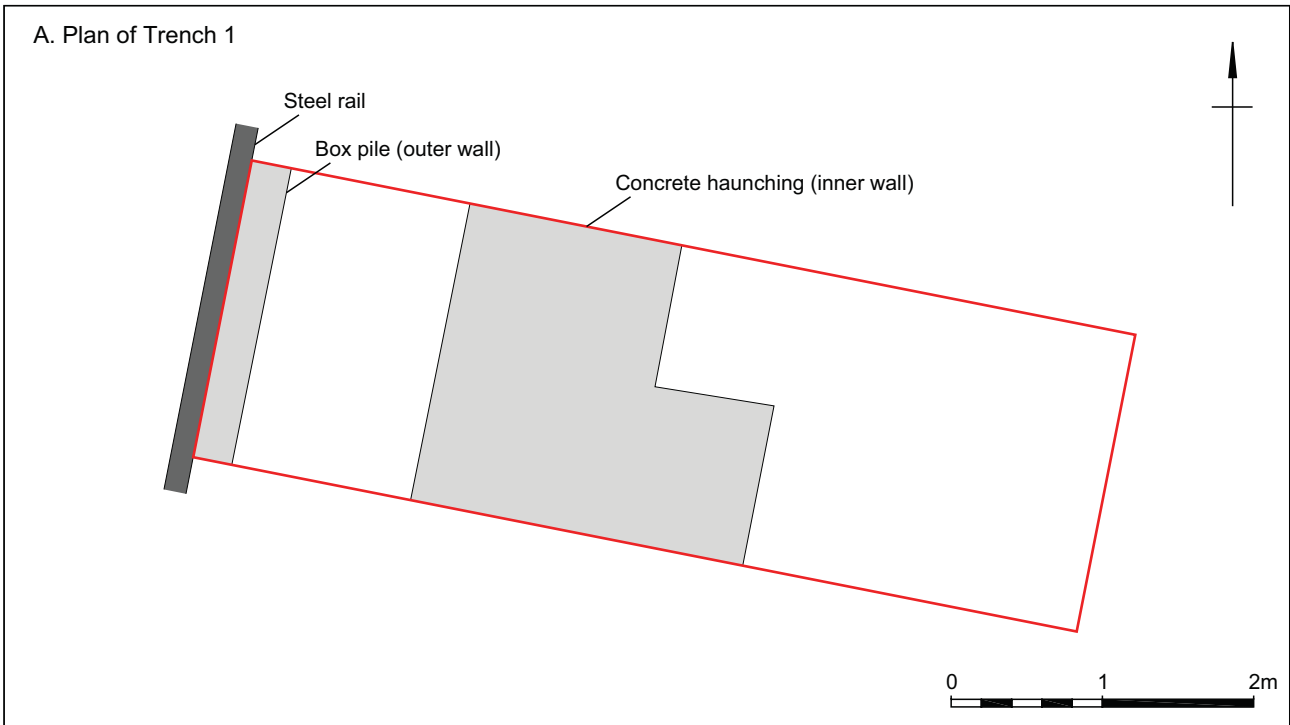 A. Plan of Trench 1
Steel rail
Box pile (outer wall)
Concrete haunching (inner wall)
0 1 2m